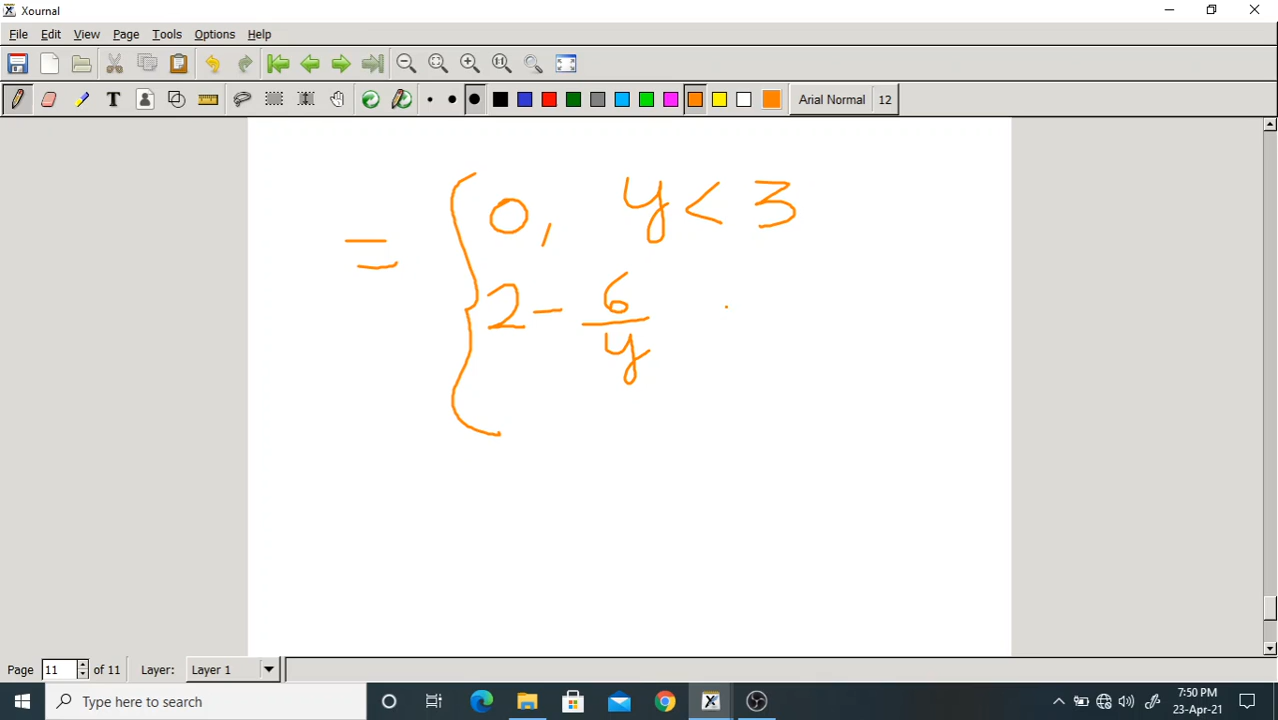 Xournal
File Edit View Page Tools Options Help
Arial Normal 12
= { 0, y < 3
2 - 6/y
Page 11 of 11 Layer: Layer 1
Type here to search
7:50 PM
23-Apr-21